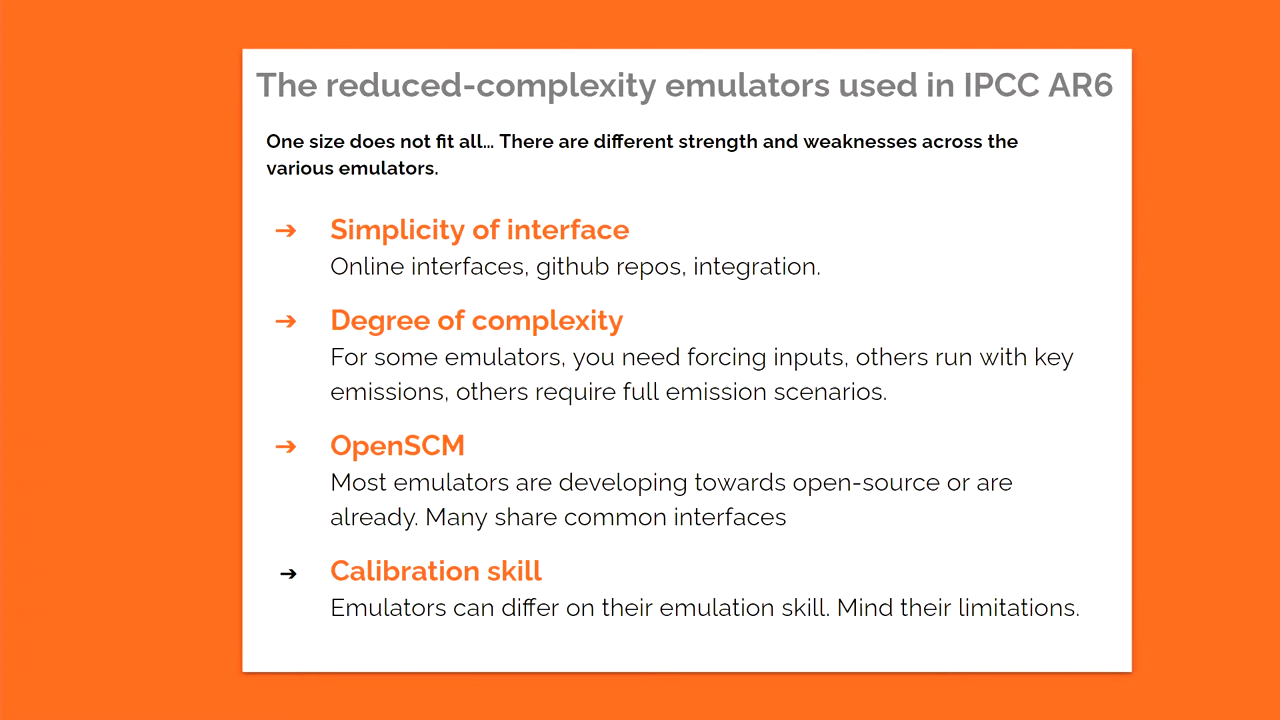 The reduced-complexity emulators used in IPCC AR6
One size does not fit all... There are different strength and weaknesses across the
various emulators.
➔ Simplicity of interface
Online interfaces, github repos, integration.
➔ Degree of complexity
For some emulators, you need forcing inputs, others run with key
emissions, others require full emission scenarios.
➔ OpenSCM
Most emulators are developing towards open-source or are
already. Many share common interfaces
➔ Calibration skill
Emulators can differ on their emulation skill. Mind their limitations.